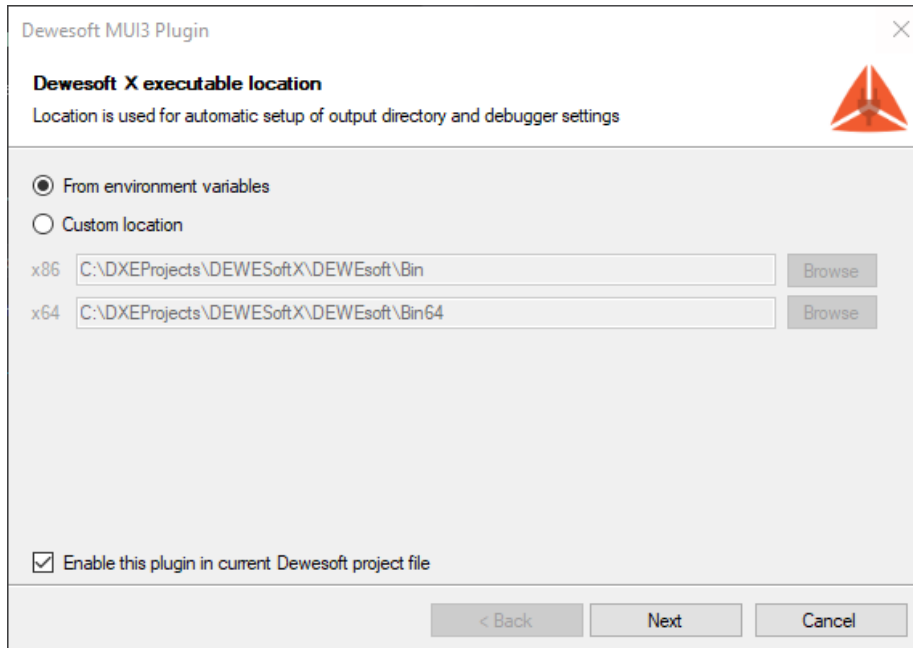 Dewesoft MUI3 Plugin
Dewesoft X executable location
Location is used for automatic setup of output directory and debugger settings
From environment variables
Custom location
x86 C:\DXEProjects\DEWESoftX\DEWEsoft\Bin Browse
x64 C:\DXEProjects\DEWESoftX\DEWEsoft\Bin64 Browse
Enable this plugin in current Dewesoft project file
< Back Next Cancel